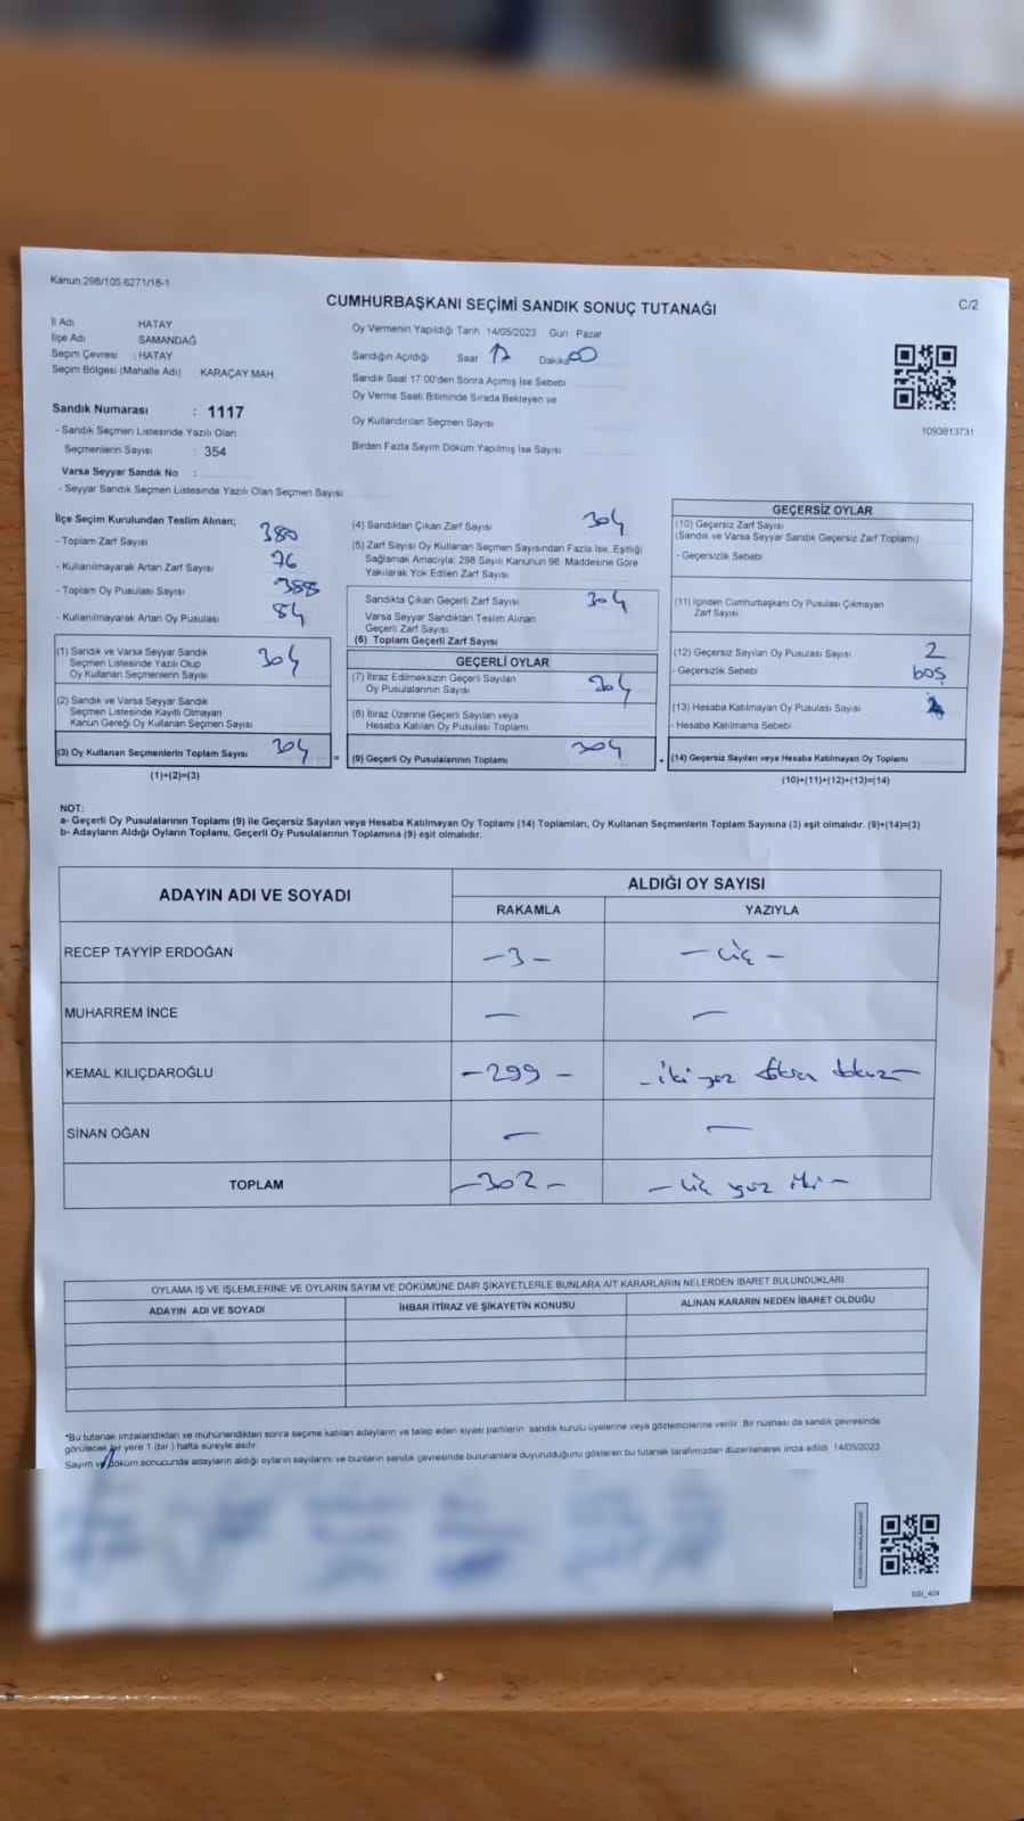 Kanun:298/105.6271/18-1
CUMHURBAŞKANI SEÇİMİ SANDIK SONUÇ TUTANAĞI
C/2
İl Adı HATAY
İlçe Adı SAMANDAĞ
Seçim Çevresi : HATAY
Seçim Bölgesi (Mahalle Adı) KARAÇAY MAH.
Sandık Numarası : 1117
- Sandık Seçmen Listesinde Yazılı Olan
Seçmenlerin Sayısı : 354
Varsa Seyyar Sandık No :
- Seyyar Sandık Seçmen Listesinde Yazılı Olan Seçmen Sayısı
Oy Vermenin Yapıldığı Tarih 14/05/2023 Gün: Pazar
Sandığın Açıldığı Saat 17 Dakika 00
Sandık Saat 17:00'den Sonra Açılmış İse Sebebi
Oy Verme Saati Bitiminde Sırada Bekleyen ve
Oy Kullandırılan Seçmen Sayısı
Birden Fazla Sayım Döküm Yapılmış İse Sayısı
1093813731
İlçe Seçim Kurulundan Teslim Alınan;
- Toplam Zarf Sayısı 380
- Kullanılmayarak Artan Zarf Sayısı 76
- Toplam Oy Pusulası Sayısı 388
- Kullanılmayarak Artan Oy Pusulası 84
(1) Sandık ve Varsa Seyyar Sandık
Seçmen Listesinde Yazılı Olup
Oy Kullanan Seçmenlerin Sayısı 304
(2) Sandık ve Varsa Seyyar Sandık
Seçmen Listesinde Kayıtlı Olmayan
Kanun Gereği Oy Kullanan Seçmen Sayısı
(3) Oy Kullanan Seçmenlerin Toplam Sayısı 304
(1)+(2)=(3)
(4) Sandıktan Çıkan Zarf Sayısı 304
(5) Zarf Sayısı Oy Kullanan Seçmen Sayısından Fazla İse, Eşitliği
Sağlamak Amacıyla; 298 Sayılı Kanunun 98. Maddesine Göre
Yakılarak Yok Edilen Zarf Sayısı
Sandıkta Çıkan Geçerli Zarf Sayısı 304
Varsa Seyyar Sandıktan Teslim Alınan
Geçerli Zarf Sayısı
(6) Toplam Geçerli Zarf Sayısı
GEÇERLİ OYLAR
(7) İtiraz Edilmeksizin Geçerli Sayılan
Oy Pusulalarının Sayısı 304
(8) İtiraz Üzerine Geçerli Sayılan veya
Hesaba Katılan Oy Pusulası Toplamı
= (9) Geçerli Oy Pusulalarının Toplamı 304
GEÇERSİZ OYLAR
(10) Geçersiz Zarf Sayısı
(Sandık ve Varsa Seyyar Sandık Geçersiz Zarf Toplamı)
- Geçersizlik Sebebi
(11) İçinden Cumhurbaşkanı Oy Pusulası Çıkmayan
Zarf Sayısı
(12) Geçersiz Sayılan Oy Pusulası Sayısı 2
- Geçersizlik Sebebi boş
(13) Hesaba Katılmayan Oy Pusulası Sayısı
- Hesaba Katılmama Sebebi
+ (14) Geçersiz Sayılan veya Hesaba Katılmayan Oy Toplamı
(10)+(11)+(12)+(13)=(14)
NOT:
a- Geçerli Oy Pusulalarının Toplamı (9) ile Geçersiz Sayılan veya Hesaba Katılmayan Oy Toplamı (14) Toplamları, Oy Kullanan Seçmenlerin Toplam Sayısına (3) eşit olmalıdır. (9)+(14)=(3)
b- Adayların Aldığı Oyların Toplamı, Geçerli Oy Pusulalarının Toplamına (9) eşit olmalıdır.
ADAYIN ADI VE SOYADI
ALDIĞI OY SAYISI
RAKAMLA YAZIYLA
RECEP TAYYİP ERDOĞAN -3- -üç-
MUHARREM İNCE - -
KEMAL KILIÇDAROĞLU -299- -iki yüz doksan dokuz-
SİNAN OĞAN - -
TOPLAM -302- -üç yüz iki-
OYLAMA İŞ VE İŞLEMLERİNE VE OYLARIN SAYIM VE DÖKÜMÜNE DAİR ŞİKAYETLERLE BUNLARA AİT KARARLARIN NELERDEN İBARET BULUNDUKLARI
ADAYIN ADI VE SOYADI İHBAR İTİRAZ VE ŞİKAYETİN KONUSU ALINAN KARARIN NEDEN İBARET OLDUĞU
*Bu tutanak imzalandıktan ve mühürlendikten sonra seçime katılan adayların ve talep eden siyasi partilerin sandık kurulu üyelerine veya gözlemcilerine verilir. Bir nüshası da sandık çevresinde
görülecek bir yere 1 (bir) hafta süreyle asılır.
Sayım ve döküm sonucunda adayların aldığı oyların sayılarını ve bunların sandık çevresinde bulunanlara duyurulduğunu gösteren bu tutanak tarafımızdan düzenlenerek imza edildi. 14/05/2023